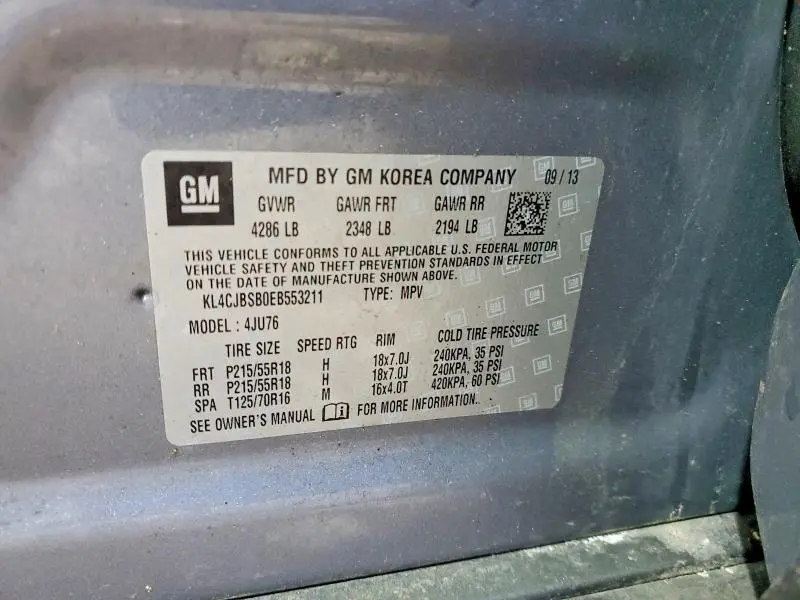 GM MFD BY GM KOREA COMPANY 09 / 13
GVWR GAWR FRT GAWR RR
4286 LB 2348 LB 2194 LB
THIS VEHICLE CONFORMS TO ALL APPLICABLE U.S. FEDERAL MOTOR
VEHICLE SAFETY AND THEFT PREVENTION STANDARDS IN EFFECT
ON THE DATE OF MANUFACTURE SHOWN ABOVE.
KL4CJBSB0EB553211 TYPE: MPV
MODEL : 4JU76
TIRE SIZE SPEED RTG RIM COLD TIRE PRESSURE
FRT P215/55R18 H 18x7.0J 240KPA, 35 PSI
RR P215/55R18 H 18x7.0J 240KPA, 35 PSI
SPA T125/70R16 M 16x4.0T 420KPA, 60 PSI
SEE OWNER'S MANUAL FOR MORE INFORMATION.